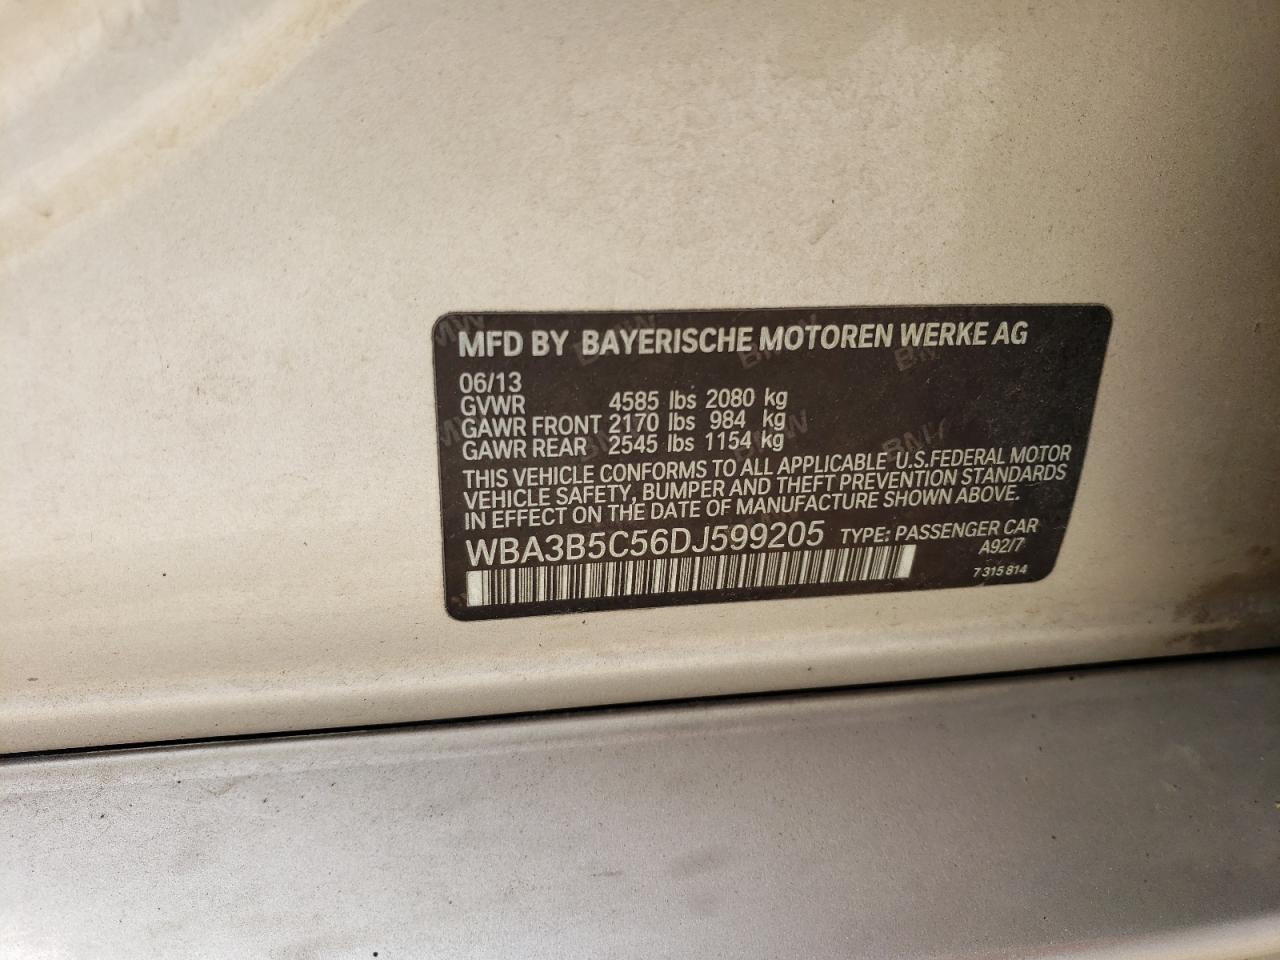 MFD BY BAYERISCHE MOTOREN WERKE AG
06/13
GVWR 4585 lbs 2080 kg
GAWR FRONT 2170 lbs 984 kg
GAWR REAR 2545 lbs 1154 kg
THIS VEHICLE CONFORMS TO ALL APPLICABLE U.S.FEDERAL MOTOR
VEHICLE SAFETY, BUMPER AND THEFT PREVENTION STANDARDS
IN EFFECT ON THE DATE OF MANUFACTURE SHOWN ABOVE.
WBA3B5C56DJ599205 TYPE: PASSENGER CAR
A92/7
7 315 814